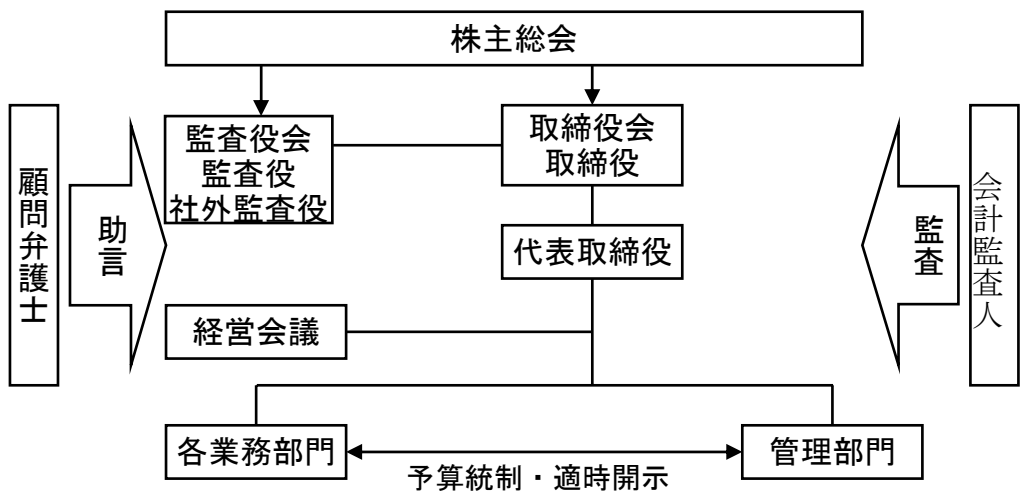 株主総会
監査役会
監査役
社外監査役
取締役会
取締役
顧問弁護士
助言
代表取締役
監査
会計監査人
経営会議
各業務部門
管理部門
予算統制・適時開示